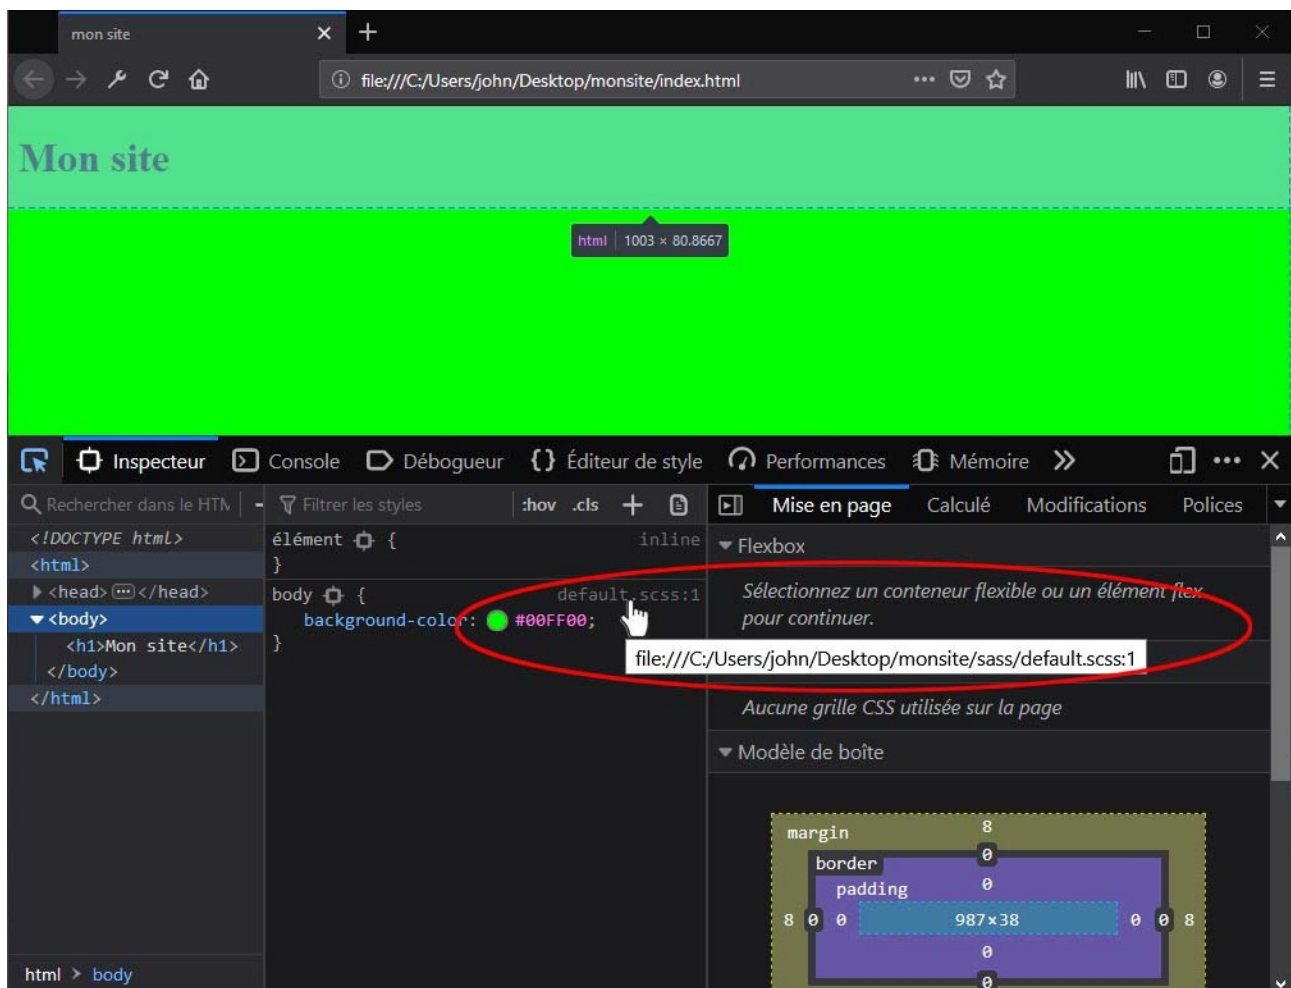 mon site
file:///C:/Users/john/Desktop/monsite/index.html
Mon site
html 1003 × 80.8667
Inspecteur Console Débogueur {} Éditeur de style Performances Mémoire
Rechercher dans le HTM Filtrer les styles :hov .cls + Mise en page Calculé Modifications Polices
<!DOCTYPE html> élément { inline Flexbox
<html> }
<head> </head> body { default.scss:1 Sélectionnez un conteneur flexible ou un élément flex
<body> background-color: #00FF00; pour continuer.
<h1>Mon site</h1> }
file:///C:/Users/john/Desktop/monsite/sass/default.scss:1
</body>
</html> Aucune grille CSS utilisée sur la page
Modèle de boîte
margin 8
border 0
padding 0
8 0 0 987×38 0 0 8
0
html > body 0